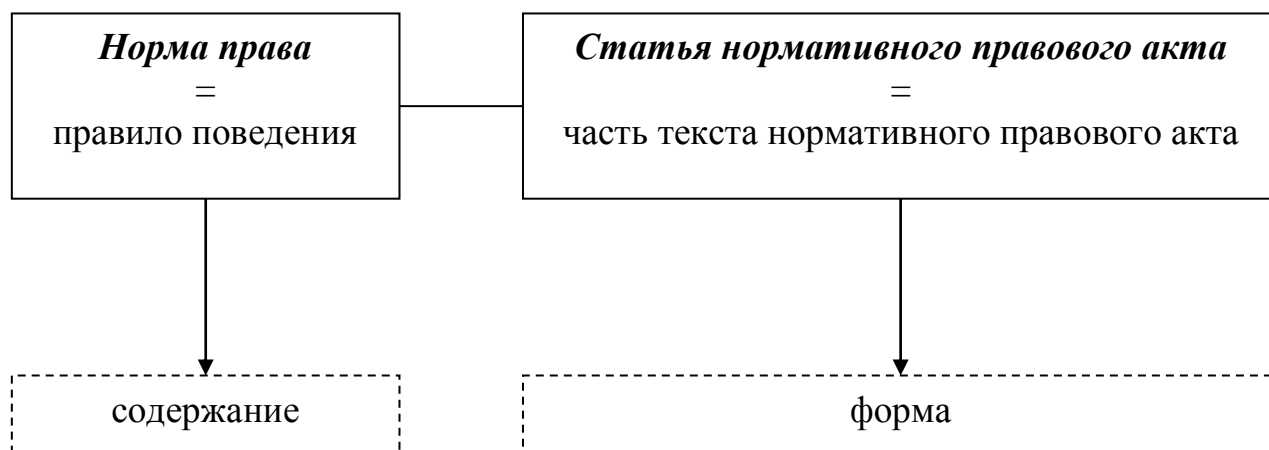 Норма права
=
правило поведения
Статья нормативного правового акта
=
часть текста нормативного правового акта
содержание
форма